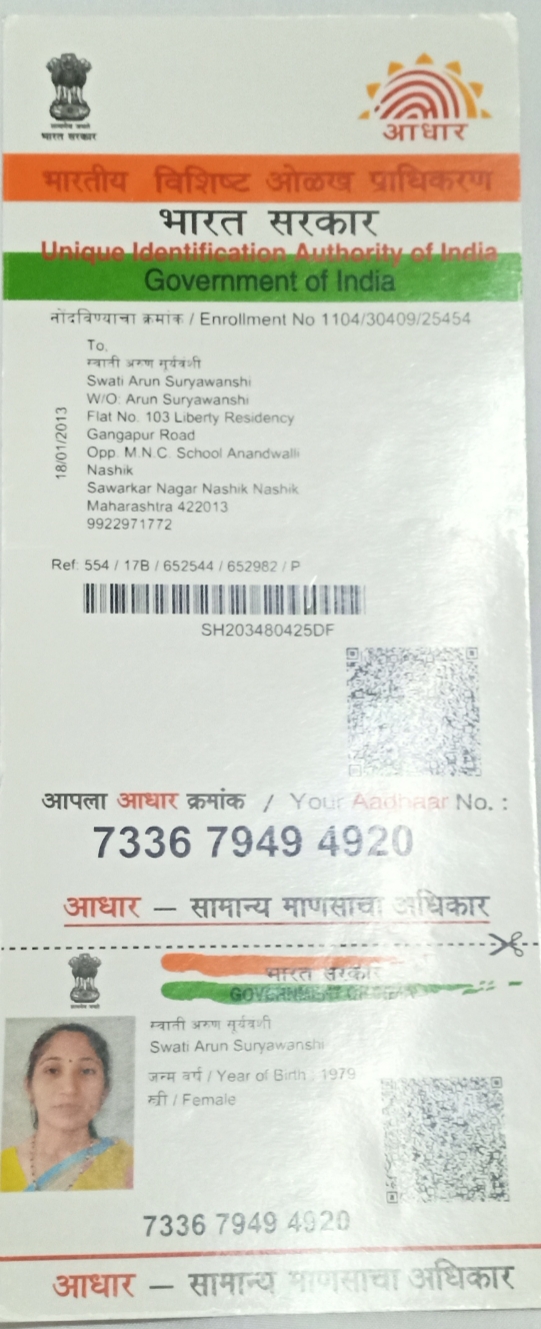 भारत सरकार
आधार
भारतीय विशिष्ट ओळख प्राधिकरण
भारत सरकार
Unique Identification Authority of India
Government of India
नोंदविण्याचा क्रमांक / Enrollment No 1104/30409/25454
To,
स्वाती अरुण सूर्यवंशी
Swati Arun Suryawanshi
W/O: Arun Suryawanshi
Flat No. 103 Liberty Residency
Gangapur Road
Opp. M.N.C. School Anandwalli
Nashik
Sawarkar Nagar Nashik Nashik
Maharashtra 422013
9922971772
18/01/2013
Ref: 554 / 17B / 652544 / 652982 / P
SH203480425DF
आपला आधार क्रमांक / Your Aadhaar No. :
7336 7949 4920
आधार — सामान्य माणसाचा अधिकार
भारत सरकार
GOVERNMENT OF INDIA
स्वाती अरुण सूर्यवंशी
Swati Arun Suryawanshi
जन्म वर्ष / Year of Birth : 1979
स्त्री / Female
7336 7949 4920
आधार — सामान्य माणसाचा अधिकार